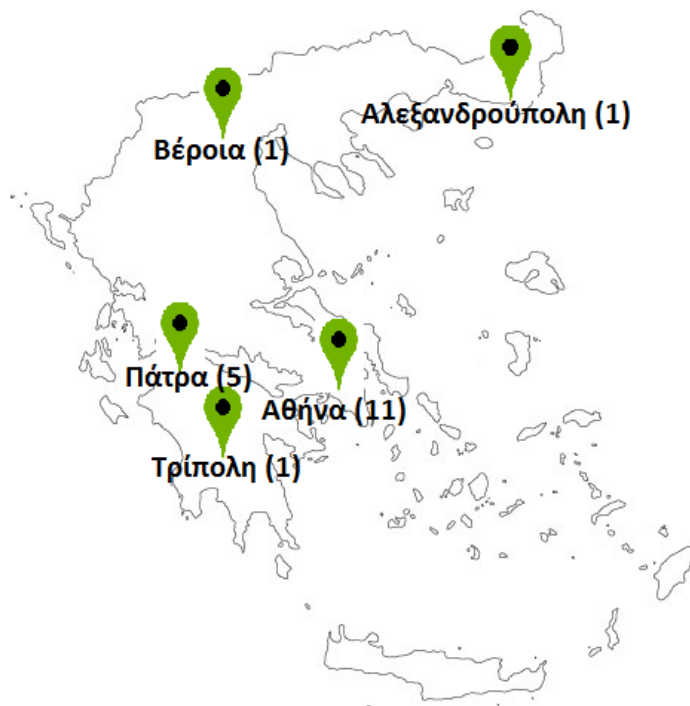 Αλεξανδρούπολη (1)
Βέροια (1)
Πάτρα (5)
Αθήνα (11)
Τρίπολη (1)